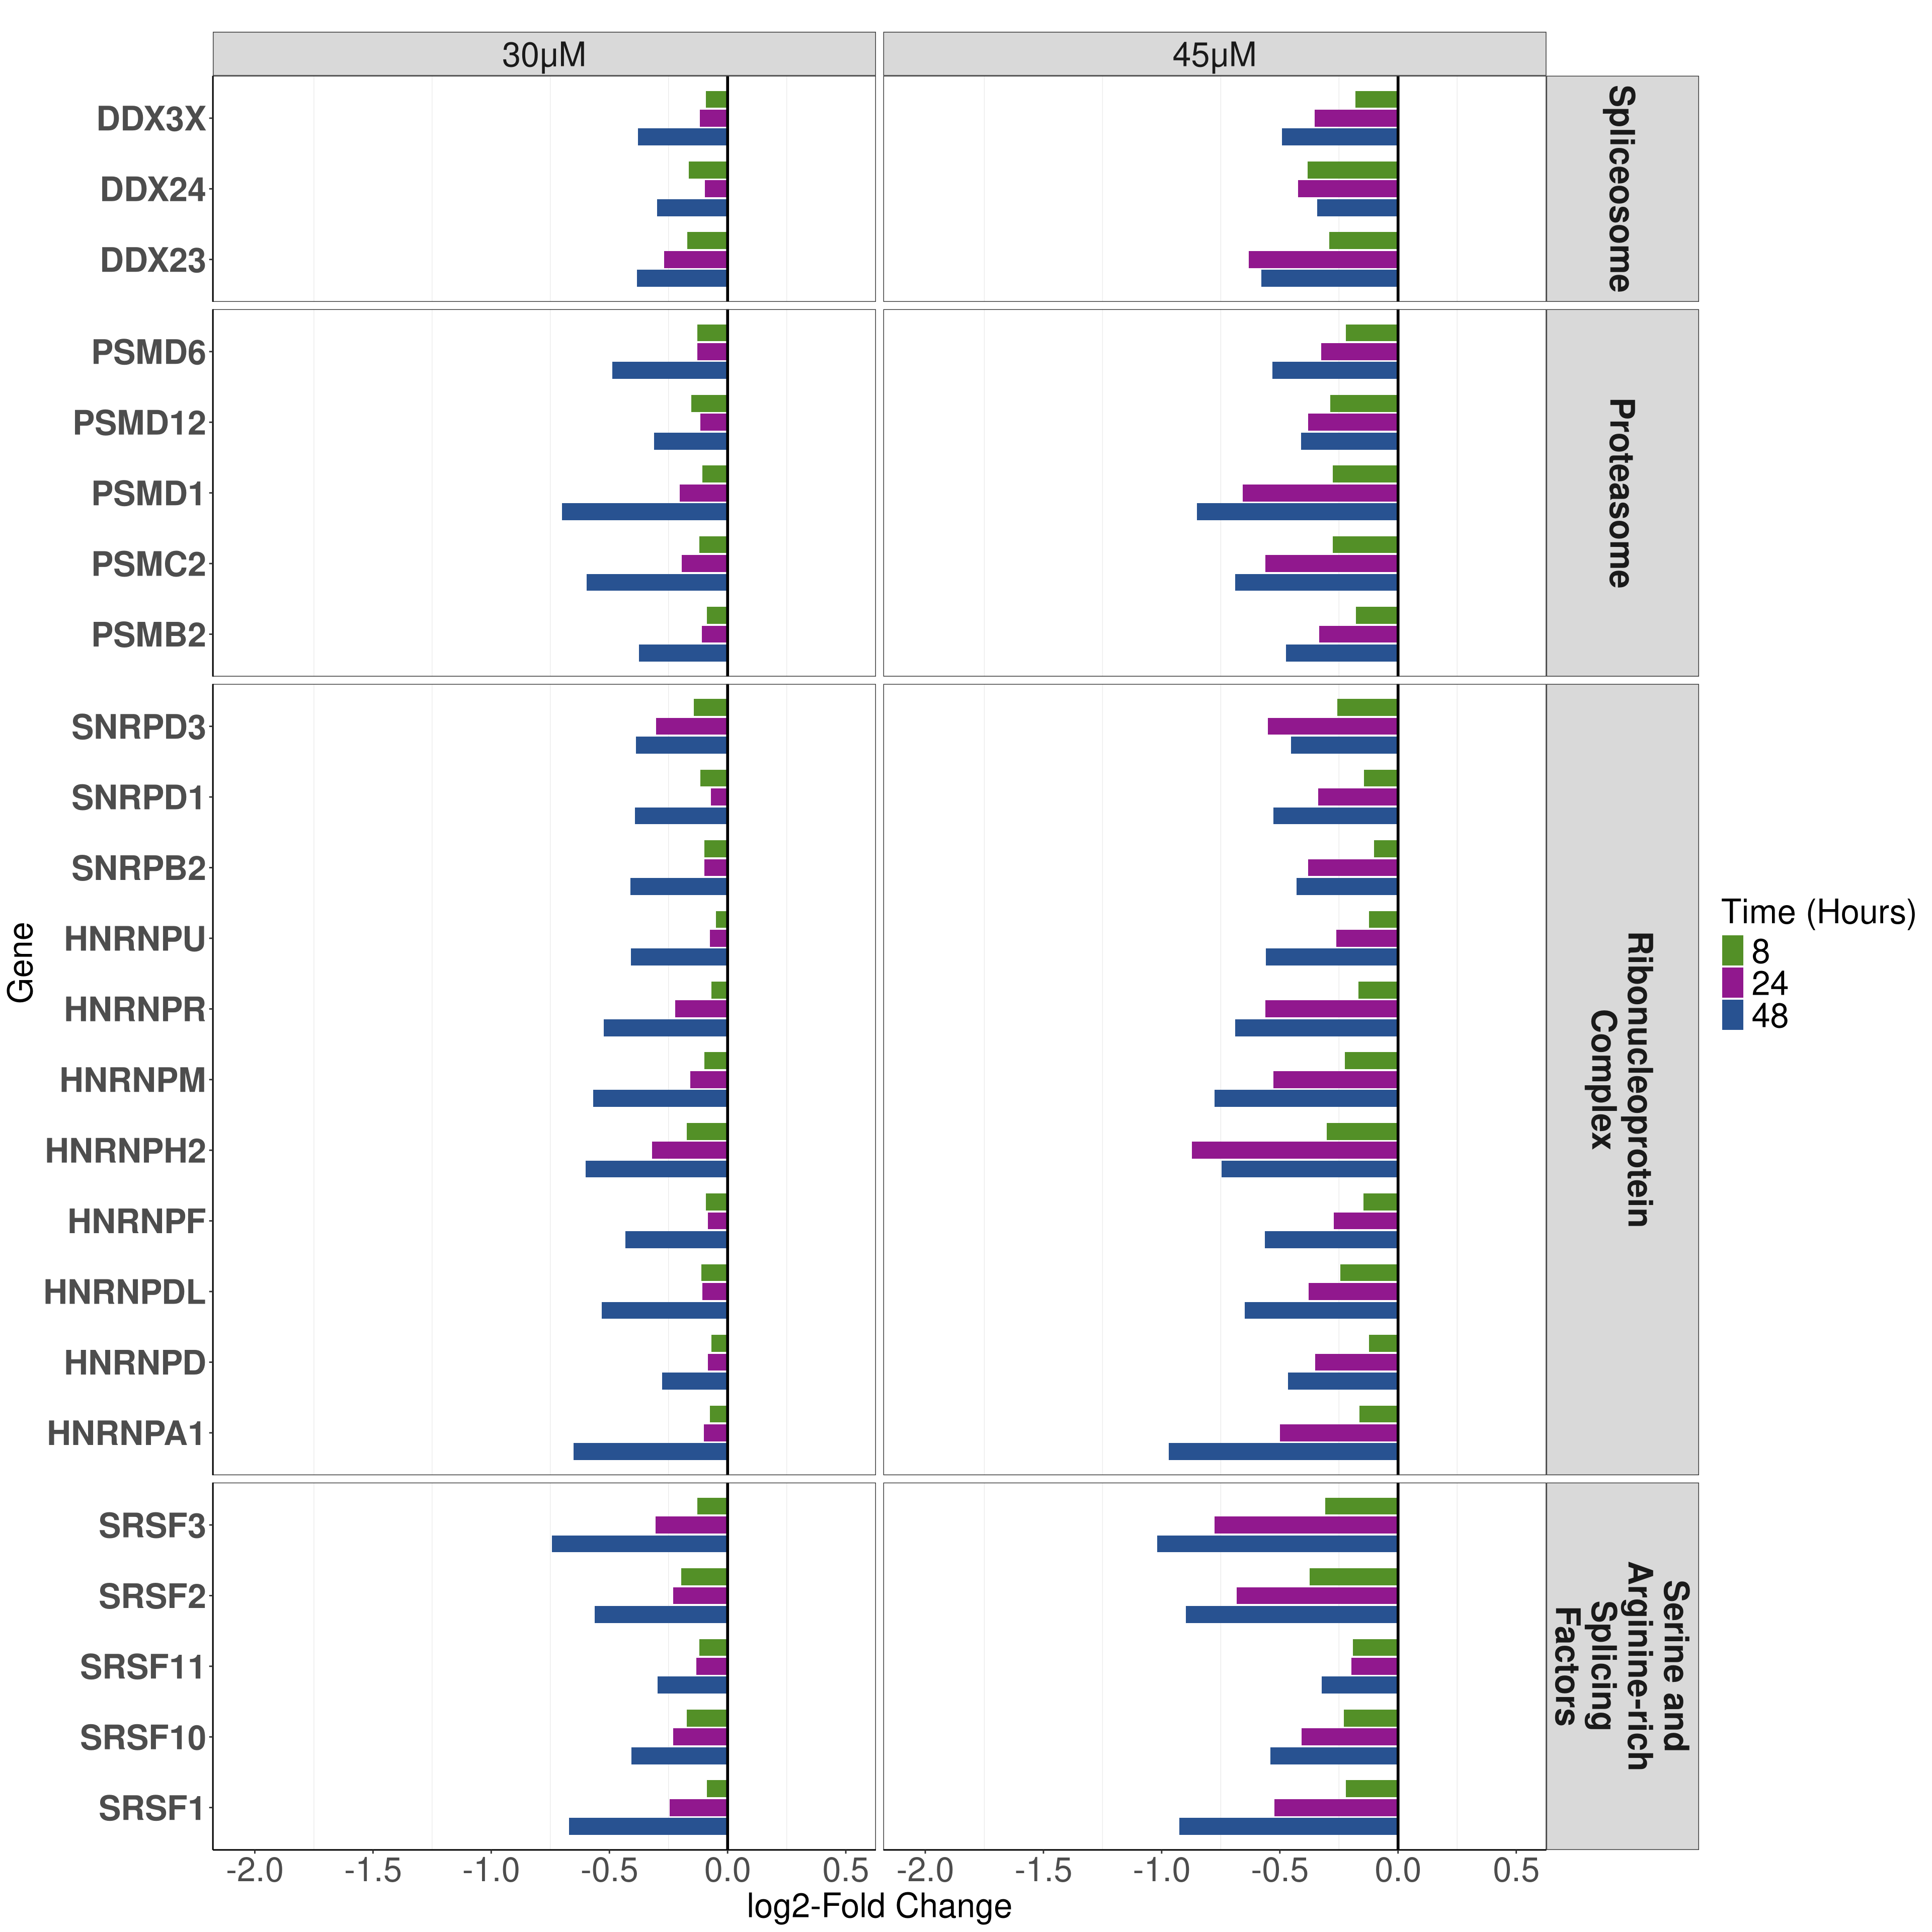 30µM
45µM
DDX3X
DDX24
DDX23
Spliceosome
PSMD6
PSMD12
PSMD1
PSMC2
PSMB2
Proteasome
SNRPD3
SNRPD1
SNRPB2
HNRNPU
HNRNPR
HNRNPM
HNRNPH2
HNRNPF
HNRNPDL
HNRNPD
HNRNPA1
Ribonucleoprotein
Complex
SRSF3
SRSF2
SRSF11
SRSF10
SRSF1
Serine and
Arginine-rich
Splicing
Factors
Gene
-2.0 -1.5 -1.0 -0.5 0.0 0.5
-2.0 -1.5 -1.0 -0.5 0.0 0.5
log2-Fold Change
Time (Hours)
8
24
48